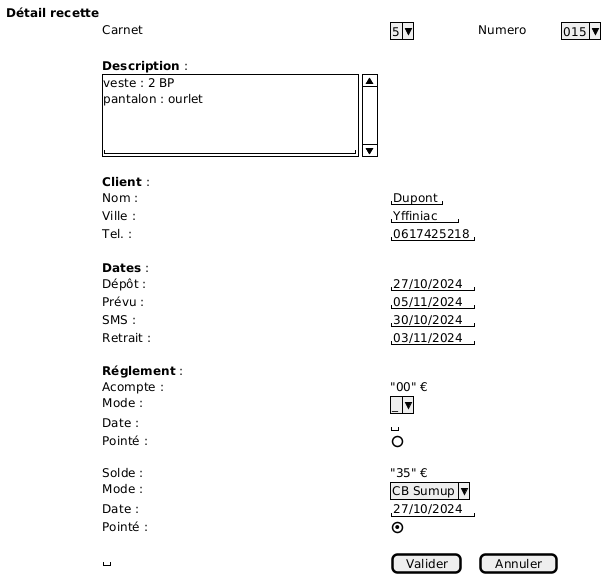 Détail recette
Carnet 5 Numero 015
Description :
veste : 2 BP
pantalon : ourlet
Client :
Nom : Dupont
Ville : Yffiniac
Tel. : 0617425218
Dates :
Dépôt : 27/10/2024
Prévu : 05/11/2024
SMS : 30/10/2024
Retrait : 03/11/2024
Réglement :
Acompte : "00" €
Mode : _
Date :
Pointé :
Solde : "35" €
Mode : CB Sumup
Date : 27/10/2024
Pointé :
Valider Annuler